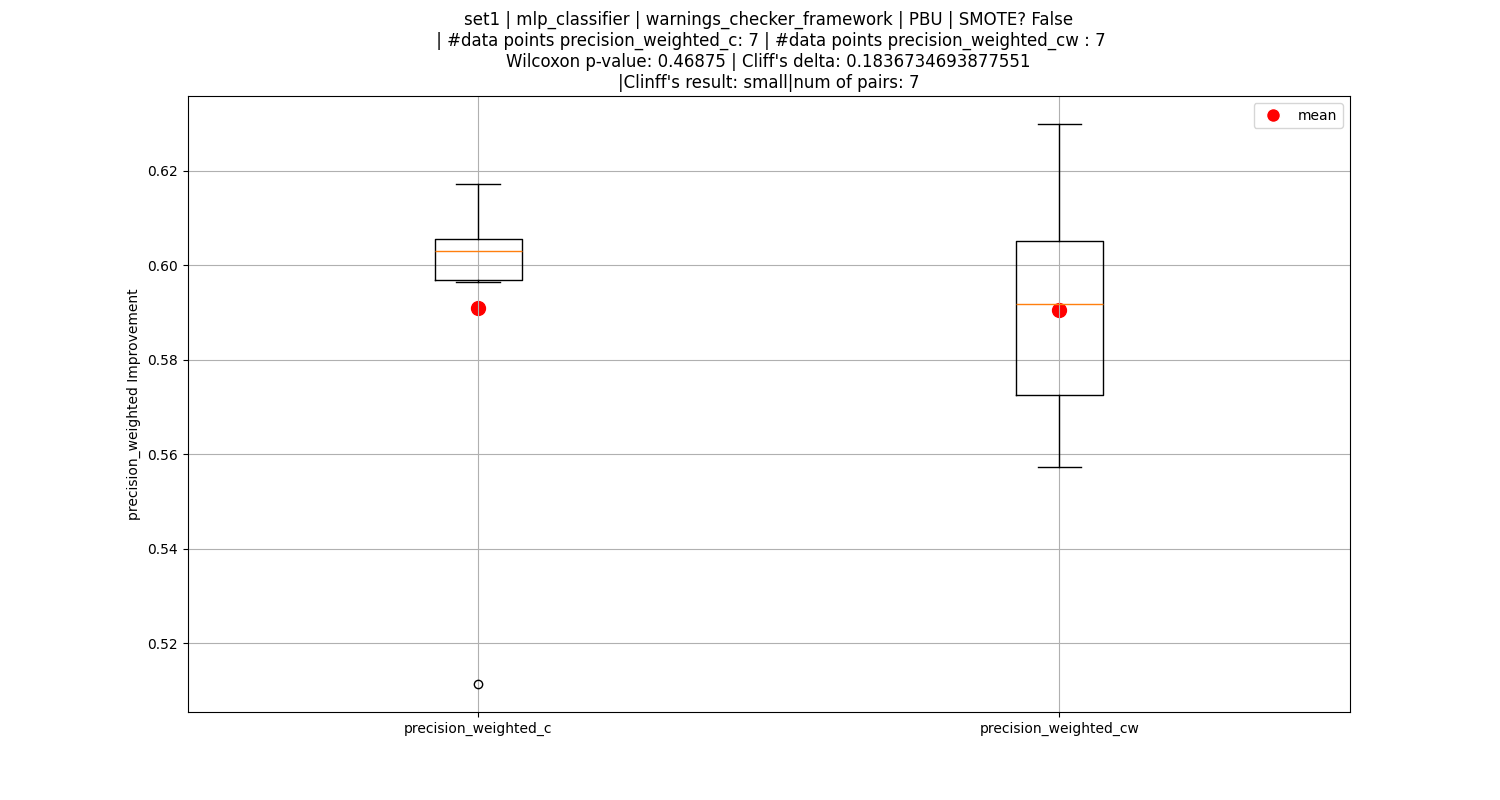 set1 | mlp_classifier | warnings_checker_framework | PBU | SMOTE? False
| #data points precision_weighted_c: 7 | #data points precision_weighted_cw : 7
Wilcoxon p-value: 0.46875 | Cliff's delta: 0.1836734693877551
|Clinff's result: small|num of pairs: 7
mean
precision_weighted Improvement
0.62
0.60
0.58
0.56
0.54
0.52
precision_weighted_c
precision_weighted_cw